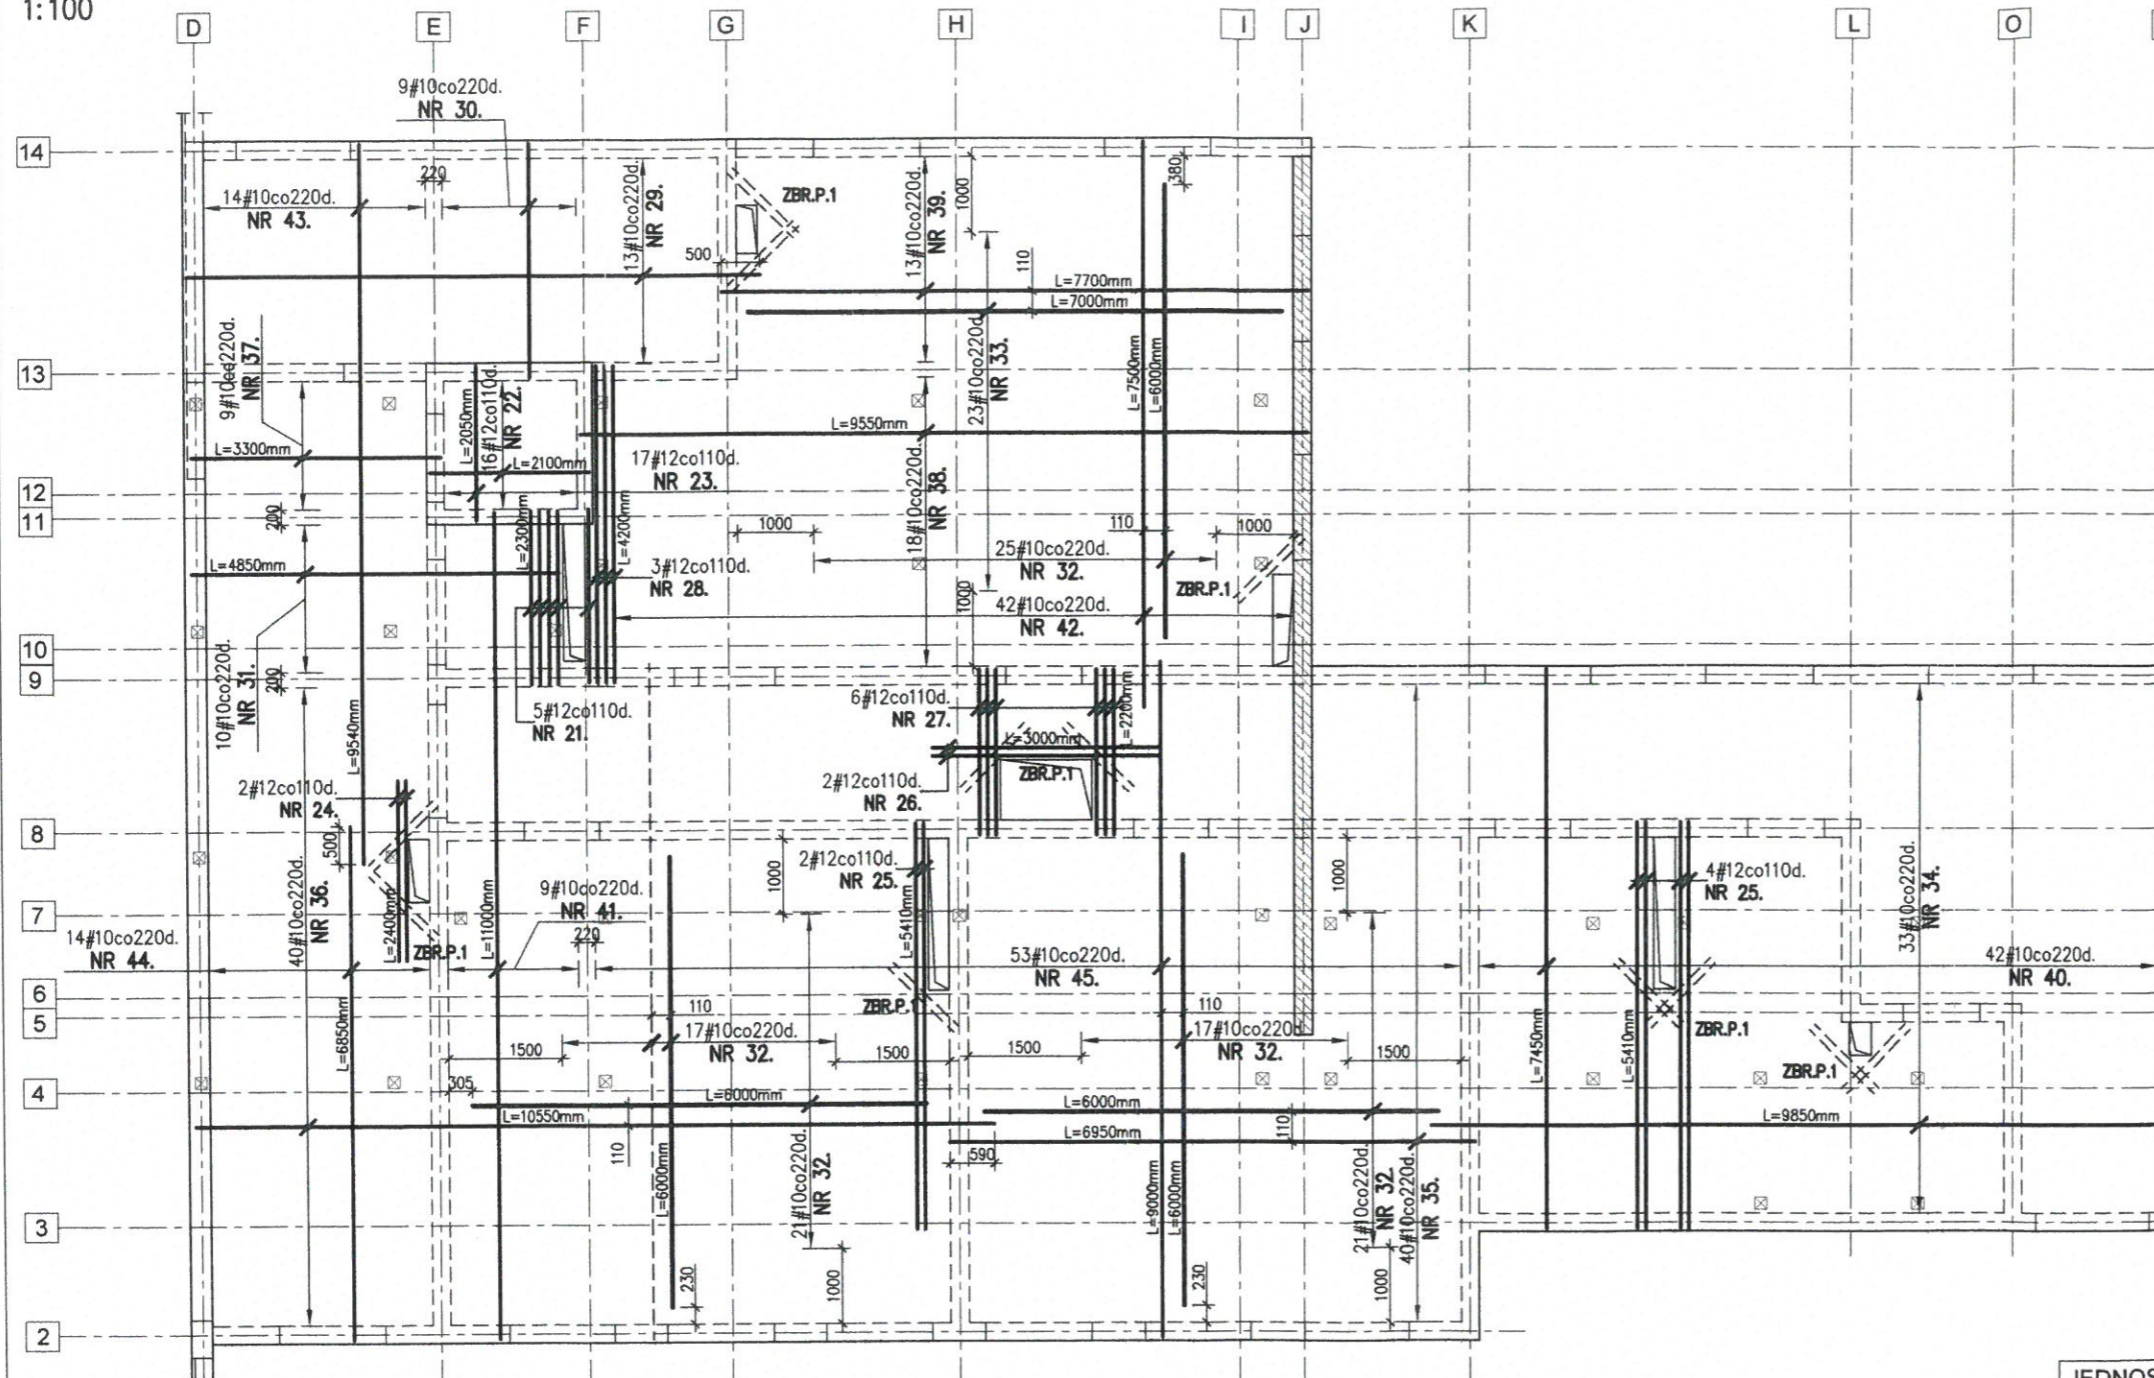 1:100
D
E
F
G
H
I
J
K
L
O
9#10co220d.
NR 30.
14
220
14#10co220d.
NR 43.
13#10co220d.
NR 29.
ZBR.P.1
500
13#10co220d.
NR 39.
1000
380
110
L=7700mm
L=7000mm
9#10co220d.
NR 37.
23#10co220d.
NR 33.
L=7500mm
L=6000mm
13
L=2050mm
16#12co110d.
NR 22.
L=9550mm
L=3300mm
L=2100mm
17#12co110d.
NR 23.
18#10co220d.
NR 38.
12
11
200
L=2300mm
L=4200mm
1000
110
1000
25#10co220d.
NR 32.
L=4850mm
3#12co110d.
NR 28.
ZBR.P.1
1000
42#10co220d.
NR 42.
10
9
10#10co220d.
NR 31.
200
5#12co110d.
NR 21.
6#12co110d.
NR 27.
L=2200mm
L=3000mm
ZBR.P.1
L=9540mm
2#12co110d.
NR 24.
2#12co110d.
NR 26.
8
500
40#10co220d.
NR 36.
L=2400mm
L=11000mm
1000
2#12co110d.
NR 25.
L=5410mm
1000
4#12co110d.
NR 25.
33#10co220d.
NR 34.
7
9#10co220d.
NR 41.
220
14#10co220d.
NR 44.
ZBR.P.1
53#10co220d.
NR 45.
42#10co220d.
NR 40.
6
5
110
ZBR.P.1
110
ZBR.P.1
L=6850mm
17#10co220d.
NR 32.
17#10co220d.
NR 32.
1500
1500
1500
1500
L=7450mm
L=5410mm
ZBR.P.1
4
305
L=6000mm
L=10550mm
L=6000mm
L=6950mm
L=9850mm
110
110
590
L=6000mm
21#10co220d.
NR 32.
L=9000mm
L=6000mm
21#10co220d.
NR 32.
40#10co220d.
NR 35.
3
230
1000
230
1000
2